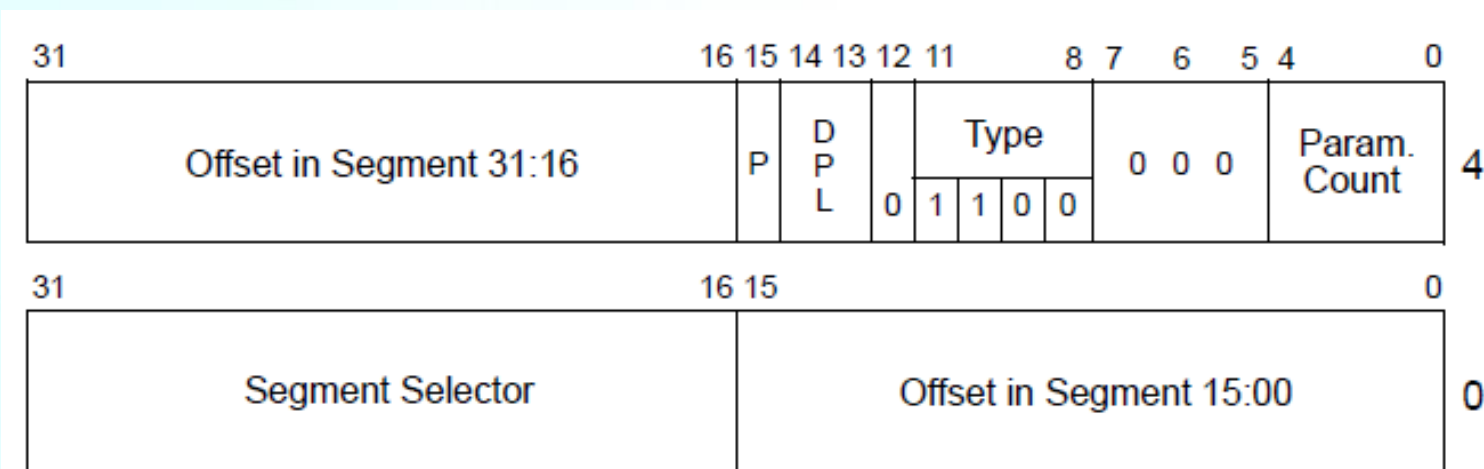 31 16 15 14 13 12 11 8 7 6 5 4 0
Offset in Segment 31:16
P
D
P
L
0
Type
1 1 0 0
0 0 0
Param.
Count
4
31 16 15 0
Segment Selector
Offset in Segment 15:00
0